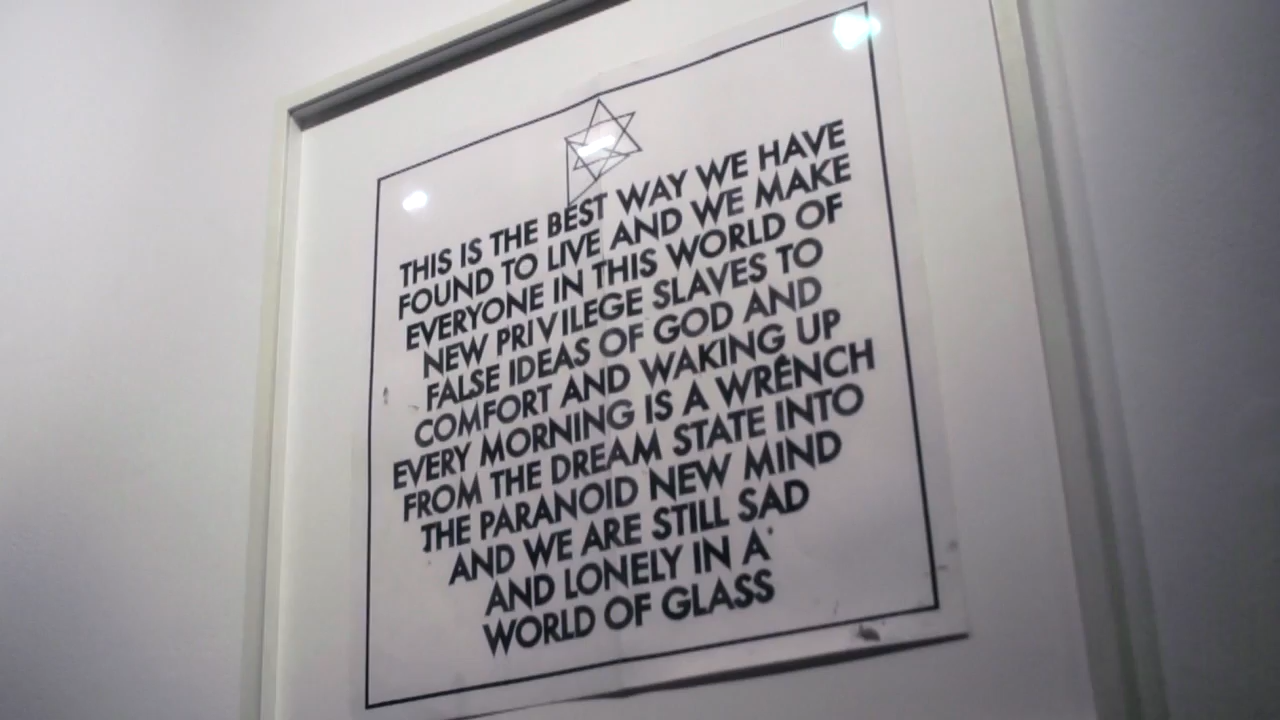 THIS IS THE BEST WAY WE HAVE
FOUND TO LIVE AND WE MAKE
EVERYONE IN THIS WORLD OF
NEW PRIVILEGE SLAVES TO
FALSE IDEAS OF GOD AND
COMFORT AND WAKING UP
EVERY MORNING IS A WRENCH
FROM THE DREAM STATE INTO
THE PARANOID NEW MIND
AND WE ARE STILL SAD
AND LONELY IN A
WORLD OF GLASS